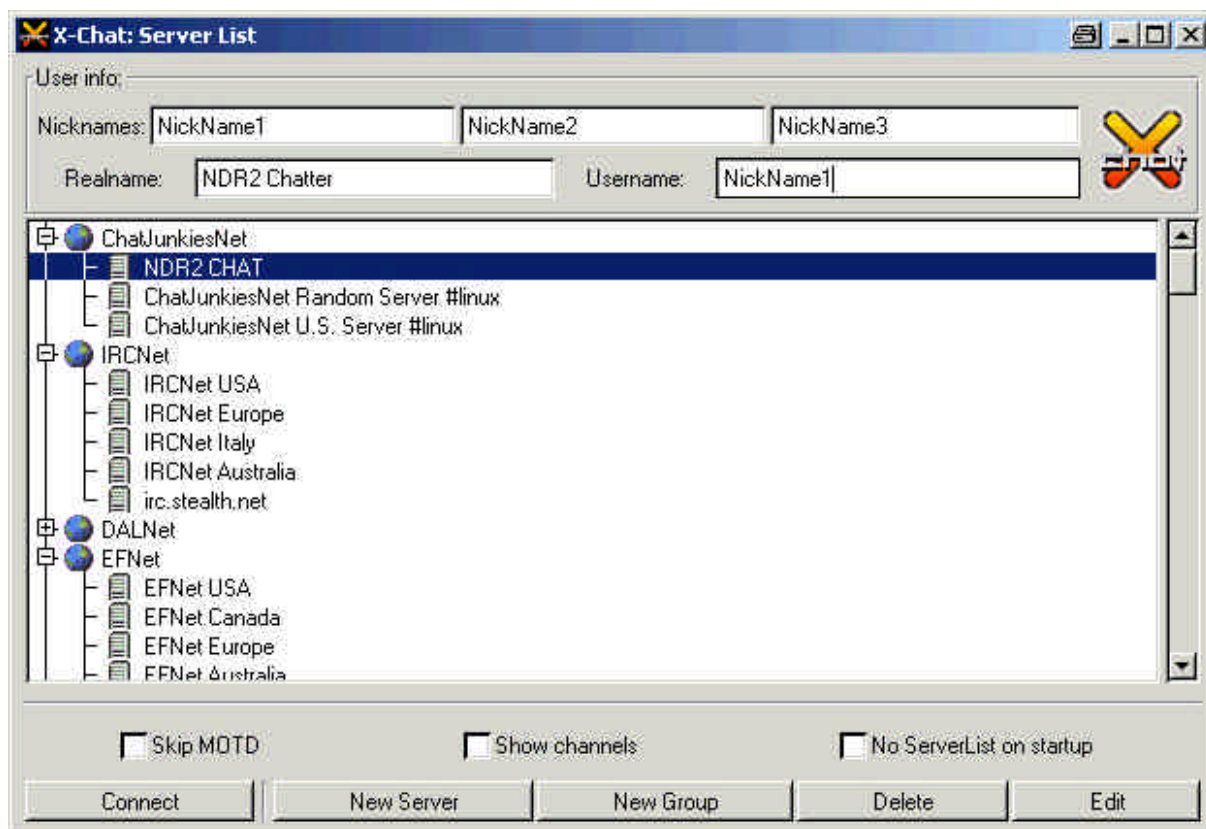 X-Chat: Server List
User info:
Nicknames: NickName1 NickName2 NickName3
Realname: NDR2 Chatter Username: NickName1
ChatJunkiesNet
NDR2 CHAT
ChatJunkiesNet Random Server #linux
ChatJunkiesNet U.S. Server #linux
IRCNet
IRCNet USA
IRCNet Europe
IRCNet Italy
IRCNet Australia
irc.stealth.net
DALNet
EFNet
EFNet USA
EFNet Canada
EFNet Europe
EFNet Australia
Skip MOTD Show channels No ServerList on startup
Connect New Server New Group Delete Edit